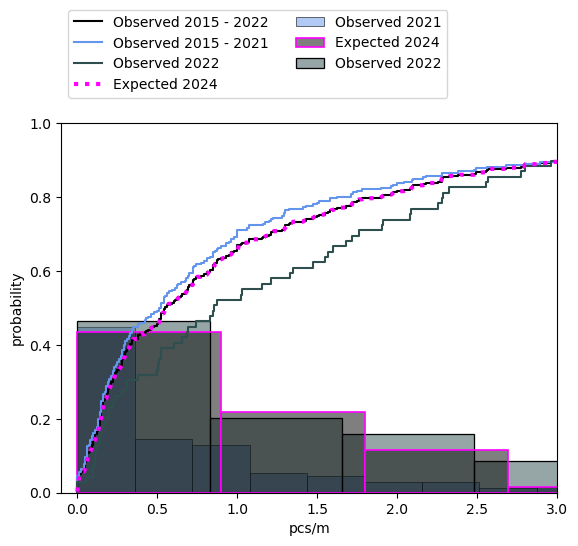 Observed 2015 - 2022
Observed 2015 - 2021
Observed 2022
Expected 2024
Observed 2021
Expected 2024
Observed 2022
1.0
0.8
0.6
0.4
0.2
0.0
probability
0.0 0.5 1.0 1.5 2.0 2.5 3.0
pcs/m